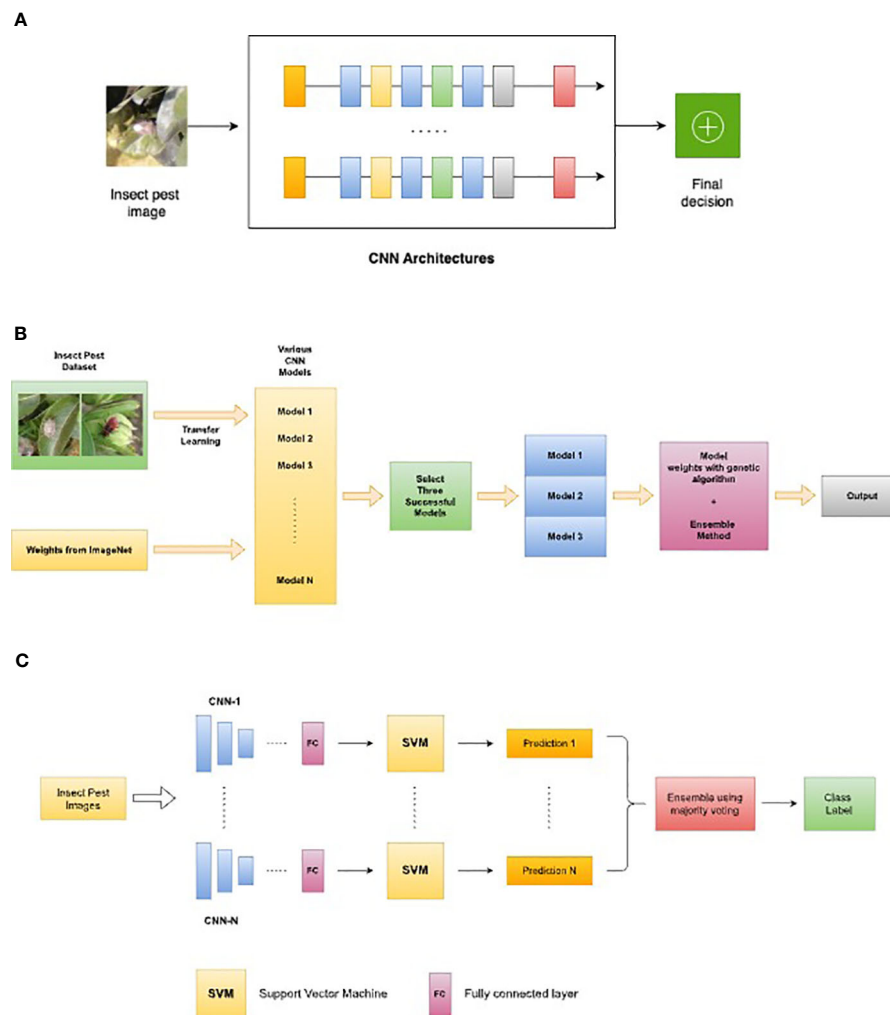 A
Insect pest
image
CNN Architectures
Final
decision
B
Insect Pest
Dataset
Transfer
Learning
Weights from ImageNet
Various
CNN
Models
Model 1
Model 2
Model 3
Model N
Select
Three
Successful
Models
Model 1
Model 2
Model 3
Model
weights with genetic
algorithm
+
Ensemble
Method
Output
C
Insect Pest
Images
CNN-1
FC
SVM
Prediction 1
CNN-N
FC
SVM
Prediction N
Ensemble using
majority voting
Class
Label
SVM Support Vector Machine
FC Fully connected layer